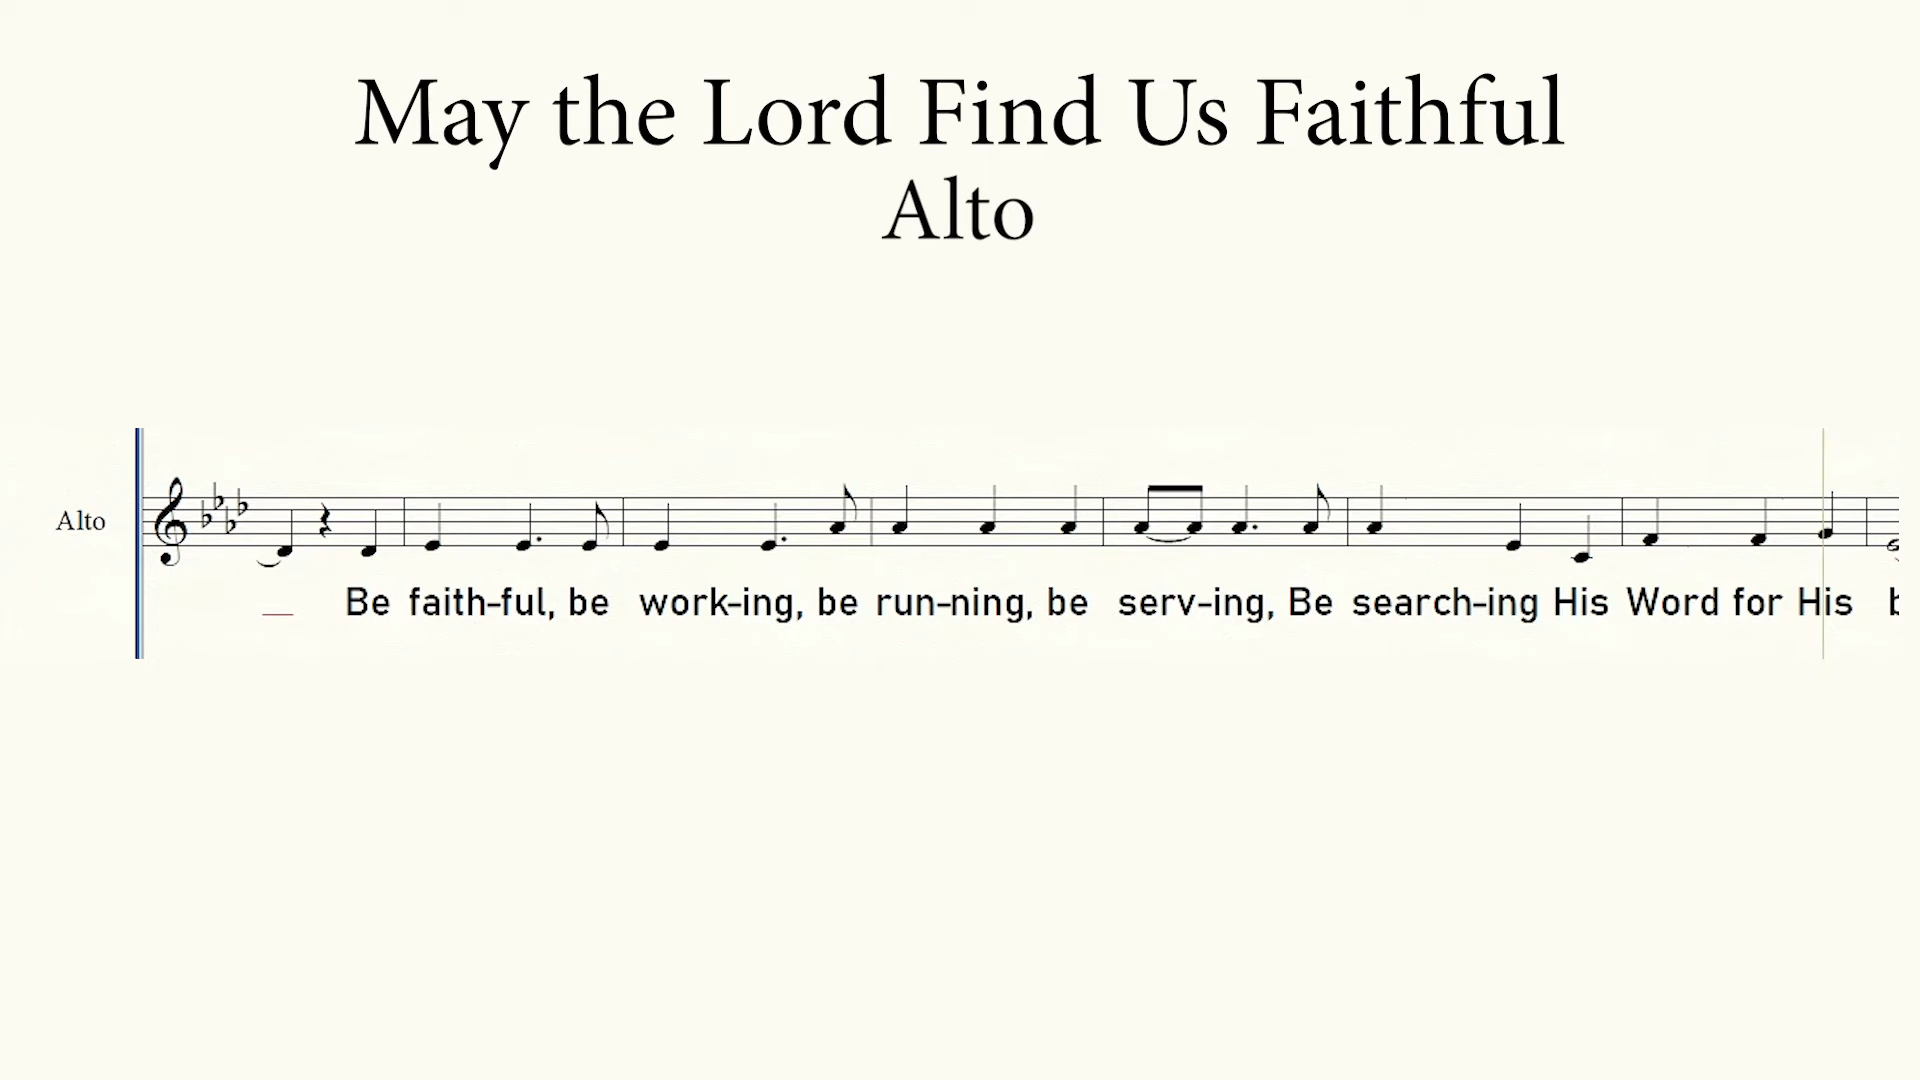 May the Lord Find Us Faithful
Alto
Alto
Be faith-ful, be work-ing, be run-ning, be serv-ing, Be search-ing His Word for His